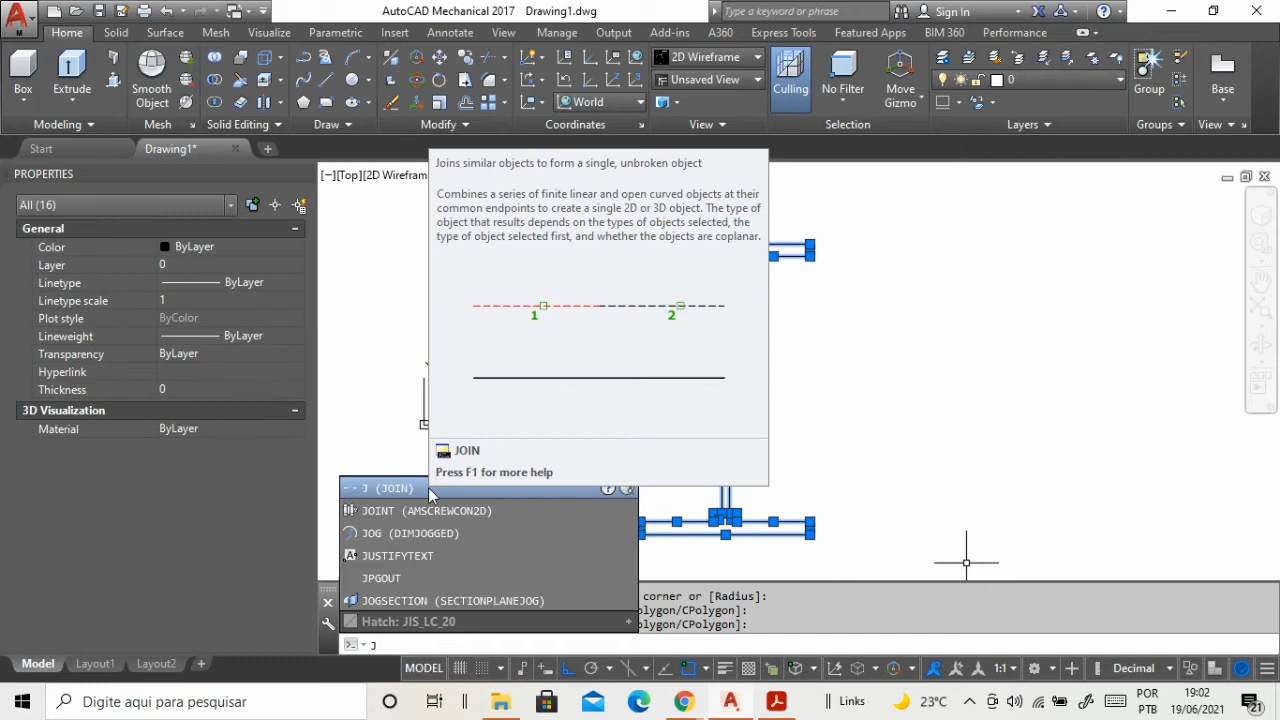 AutoCAD Mechanical 2017 Drawing1.dwg
Type a keyword or phrase
Sign In
Home Solid Surface Mesh Visualize Parametric Insert Annotate View Manage Output Add-ins A360 Express Tools Featured Apps BIM 360 Performance
Box
Extrude
Smooth
Object
2D Wireframe
Unsaved View
World
Culling
No Filter
Move
Gizmo
0
Group
Base
Modeling Mesh Solid Editing Draw Modify Coordinates View Selection Layers Groups View
Start Drawing1*
PROPERTIES
[−][Top][2D Wirefram
All (16)
General
Color ByLayer
Layer 0
Linetype ByLayer
Linetype scale 1
Plot style ByColor
Lineweight ByLayer
Transparency ByLayer
Hyperlink
Thickness 0
3D Visualization
Material ByLayer
Joins similar objects to form a single, unbroken object
Combines a series of finite linear and open curved objects at their
common endpoints to create a single 2D or 3D object. The type of
object that results depends on the types of objects selected, the
type of object selected first, and whether the objects are coplanar.
1 2
JOIN
Press F1 for more help
J (JOIN)
JOINT (AMSCREWCON2D)
JOG (DIMJOGGED)
JUSTIFYTEXT
JPGOUT
JOGSECTION (SECTIONPLANEJOG)
Hatch: JIS_LC_20
corner or [Radius]:
olygon/CPolygon]:
olygon/CPolygon]:
J
Model Layout1 Layout2
MODEL
1:1
Decimal
Digite aqui para pesquisar
Links
23°C
POR
PTB
19:02
19/06/2021
21